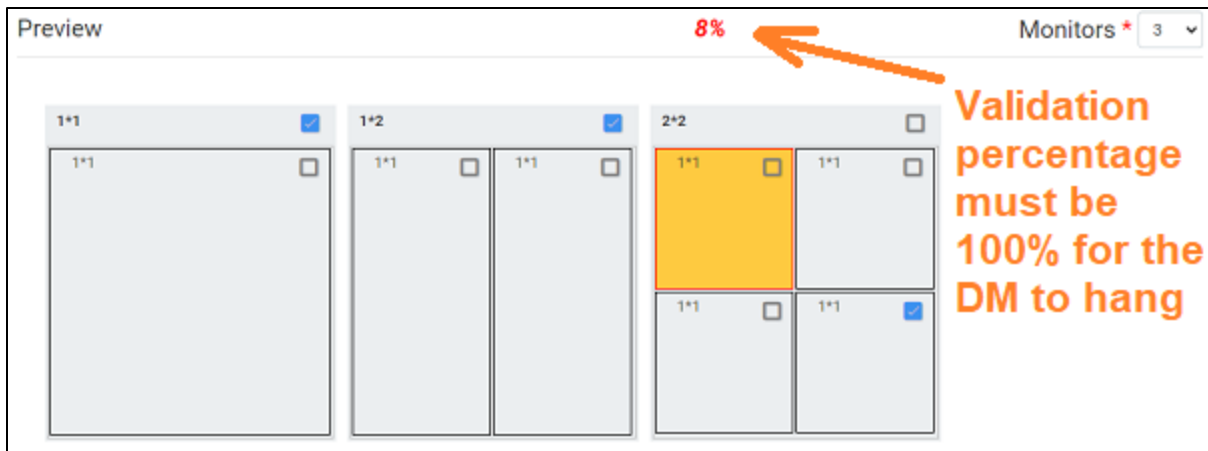 Preview 8% Monitors * 3
Validation
percentage
must be
100% for the
DM to hang
1*1 1*2 2*2
1*1 1*1 1*1 1*1 1*1
1*1 1*1